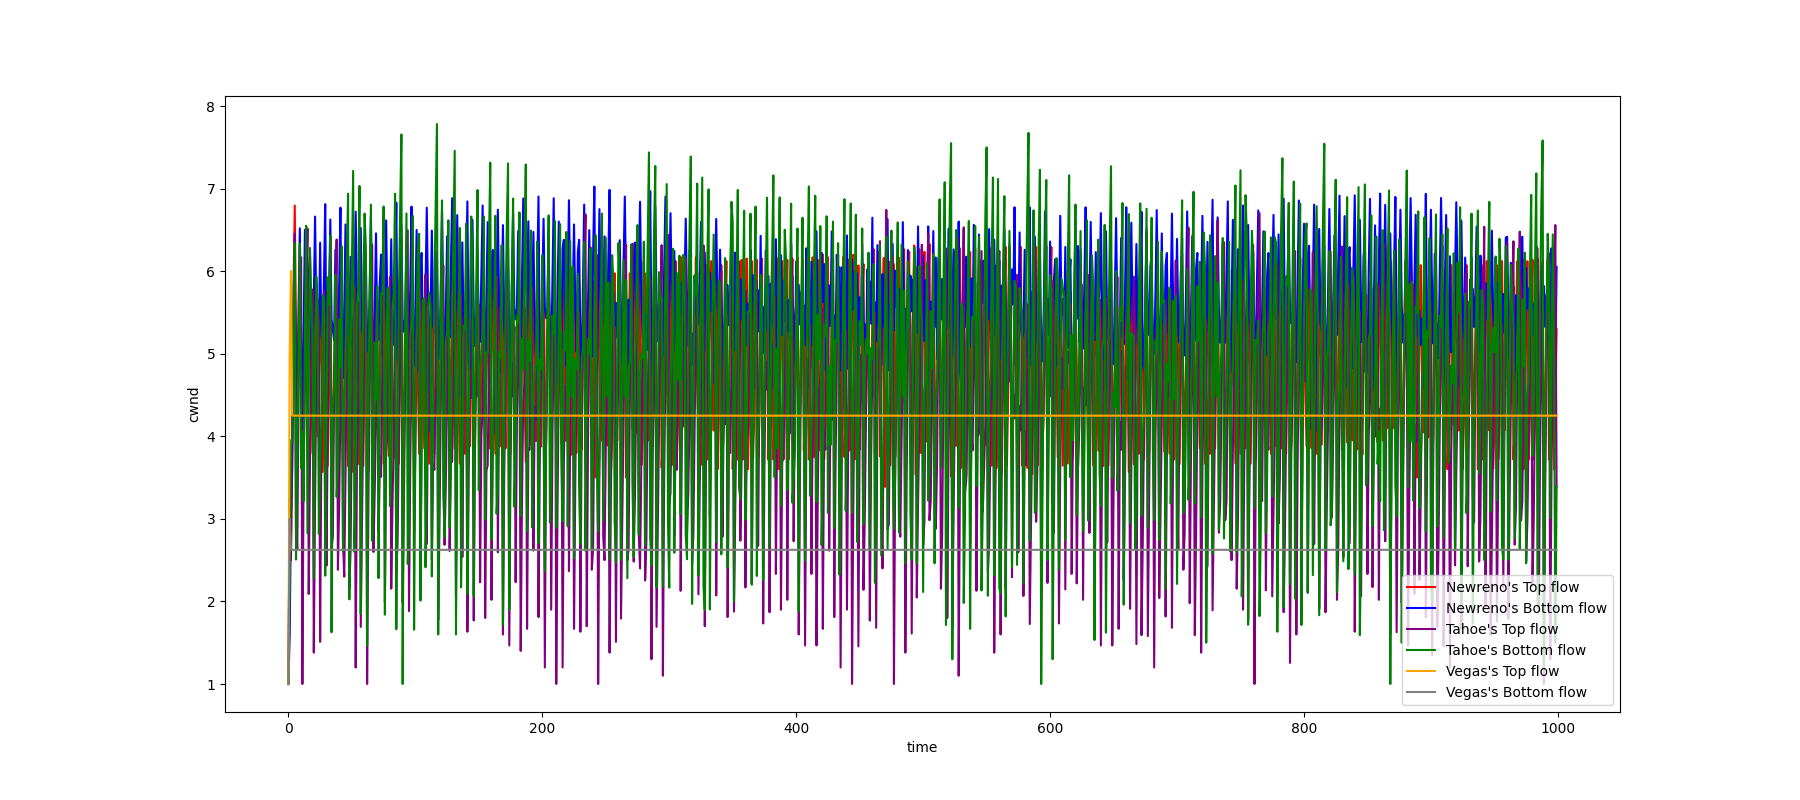 8
7
6
5
4
3
2
1
cwnd
0
200
400
600
800
1000
time
Newreno's Top flow
Newreno's Bottom flow
Tahoe's Top flow
Tahoe's Bottom flow
Vegas's Top flow
Vegas's Bottom flow